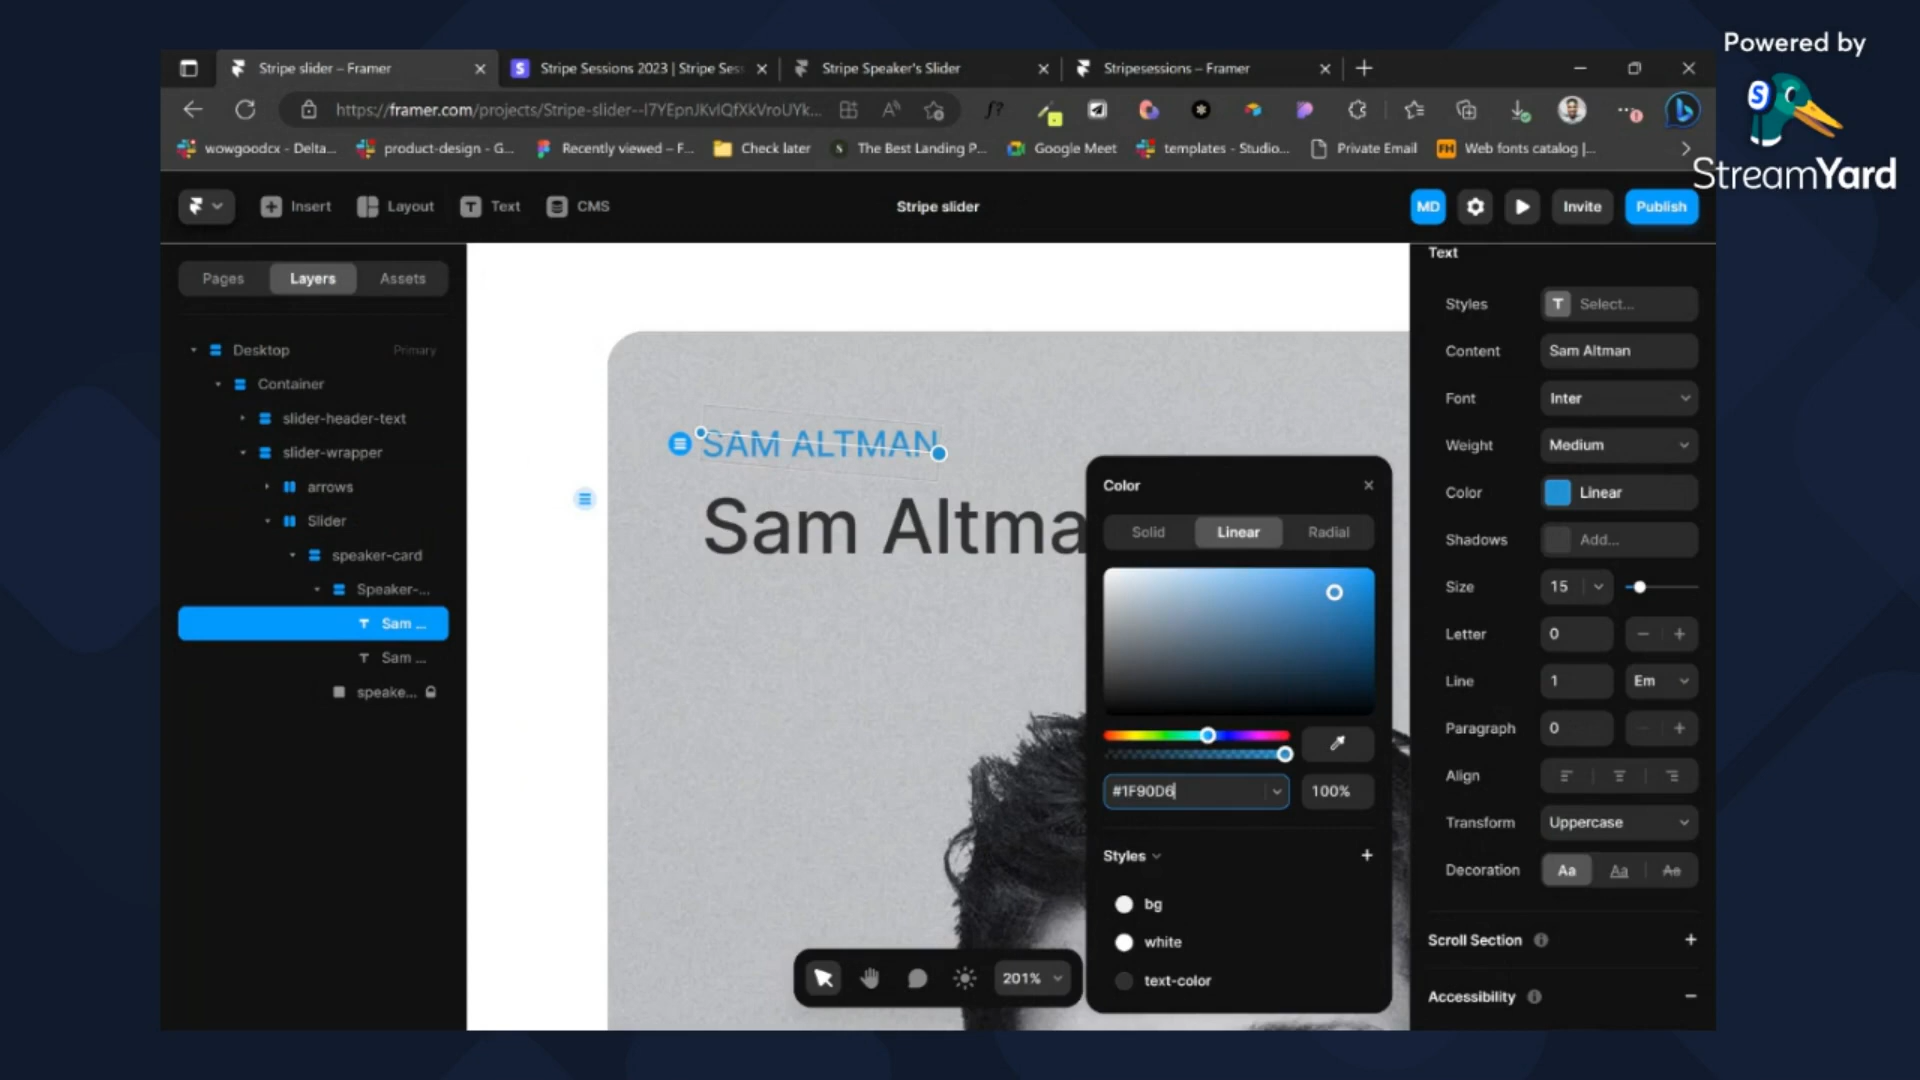 Powered by
StreamYard
Stripe slider – Framer
Stripe Sessions 2023 | Stripe Ses
Stripe Speaker's Slider
Stripesessions – Framer
https://framer.com/projects/Stripe-slider--I7YEpnJKvIQfXkVroUYk...
wowgoodcx - Delta...
product-design - G...
Recently viewed – F...
Check later
The Best Landing P...
Google Meet
templates - Studio...
Private Email
FH Web fonts catalog |...
Insert
Layout
Text
CMS
Stripe slider
MD
Invite
Publish
Pages
Layers
Assets
Desktop
Primary
Container
slider-header-text
slider-wrapper
arrows
Slider
speaker-card
Speaker-...
Sam ...
Sam ...
speake...
SAM ALTMAN
Sam Altma
Color
Solid
Linear
Radial
#1F90D6
100%
Styles
bg
white
text-color
201%
Text
Styles
Select...
Content
Sam Altman
Font
Inter
Weight
Medium
Color
Linear
Shadows
Add...
Size
15
Letter
0
Line
1
Em
Paragraph
0
Align
Transform
Uppercase
Decoration
Aa
Aa
Ae
Scroll Section
Accessibility